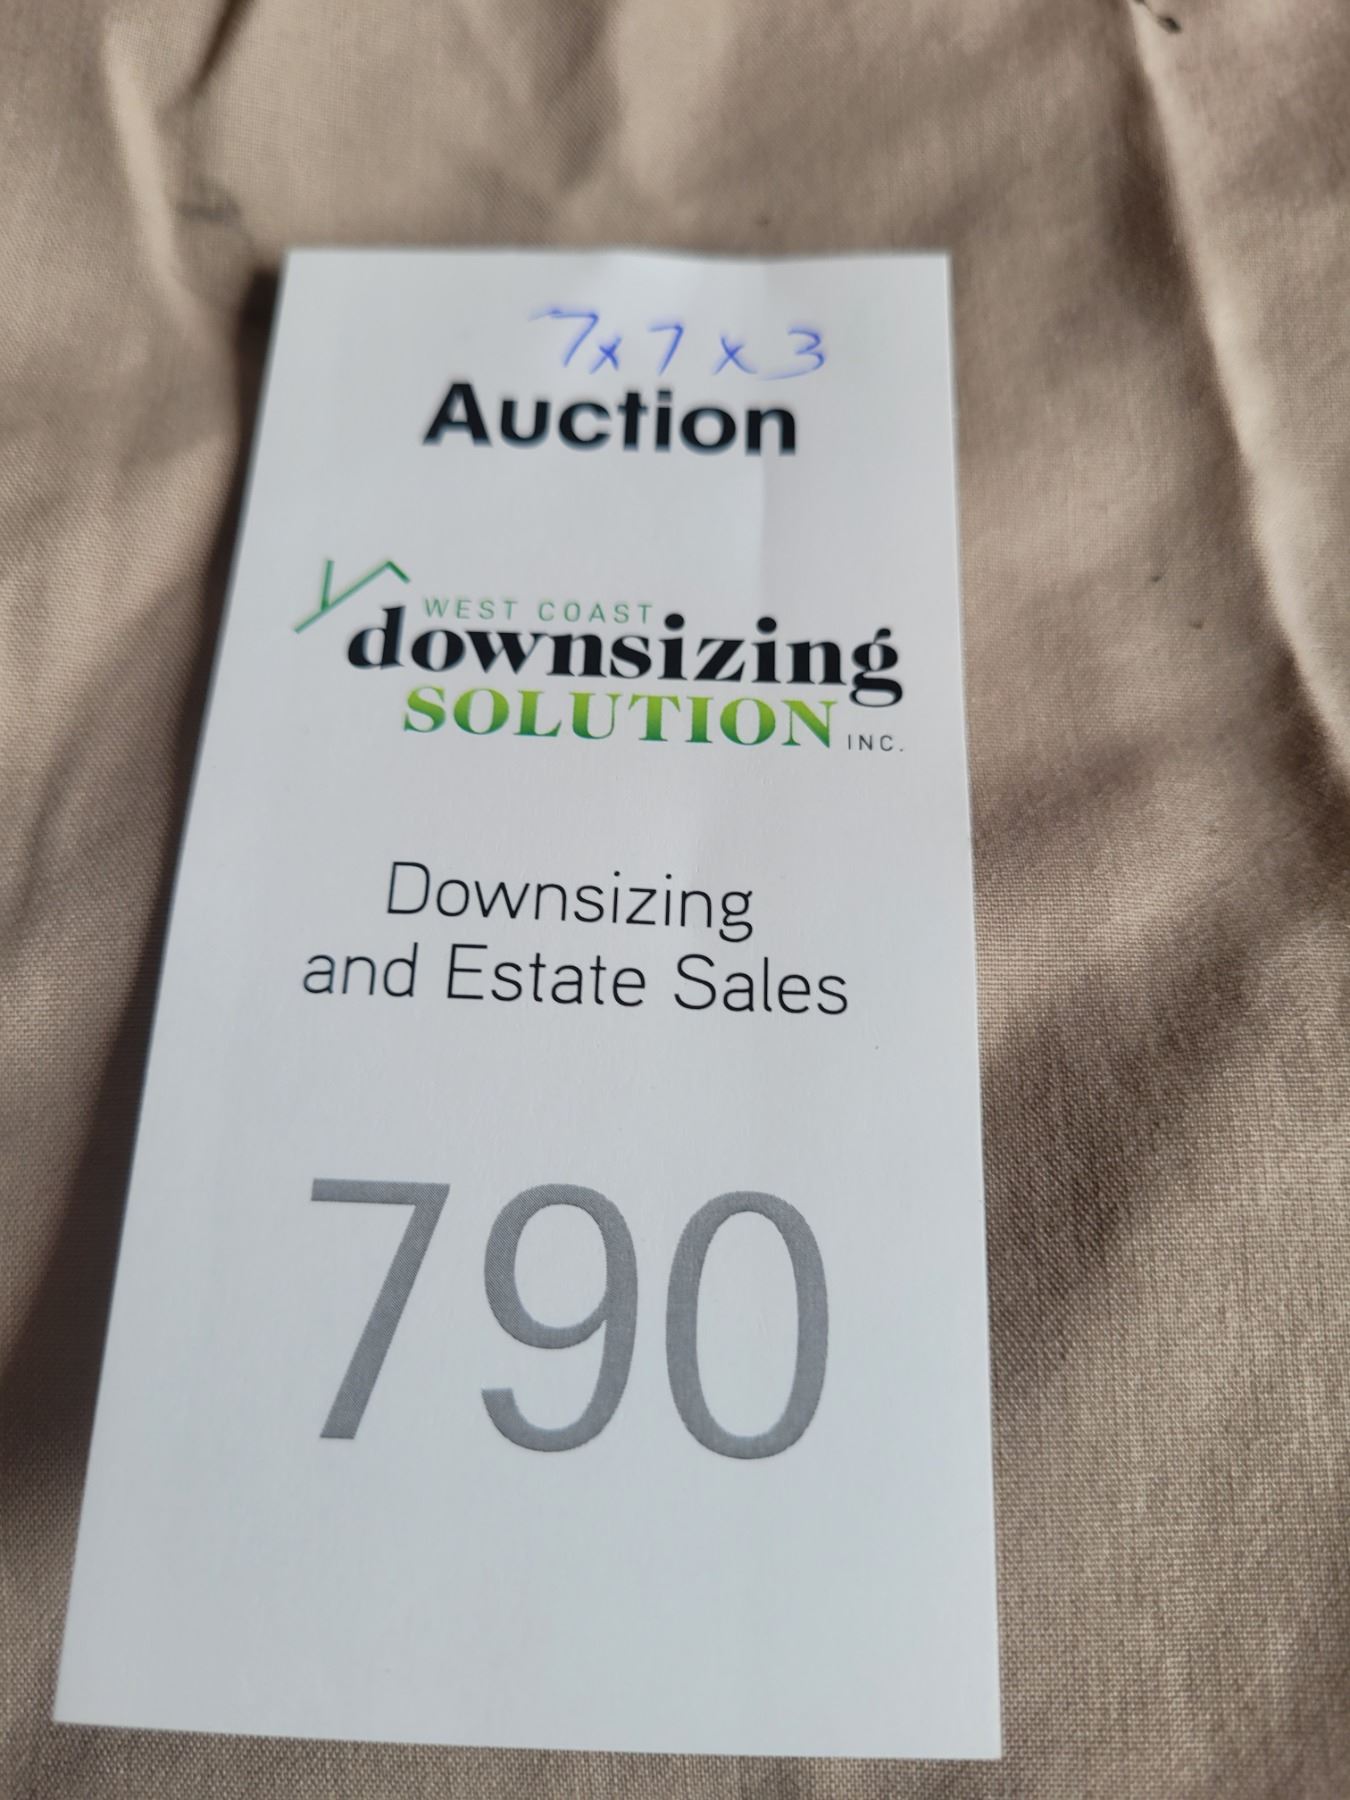 7x7x3
Auction
WEST COAST
downsizing
SOLUTION INC.
Downsizing
and Estate Sales
790